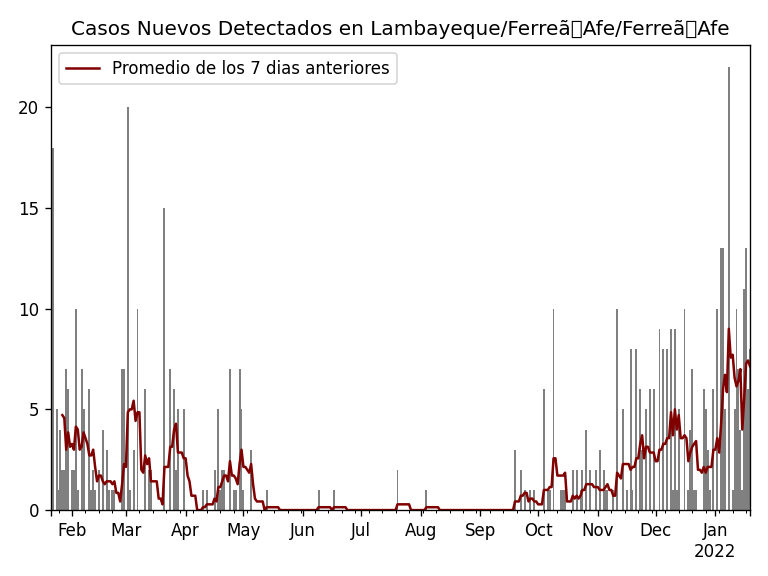 Casos Nuevos Detectados en Lambayeque/Ferreã▯Afe/Ferreã▯Afe
Promedio de los 7 dias anteriores
20
15
10
5
0
Feb Mar Apr May Jun Jul Aug Sep Oct Nov Dec Jan
2022